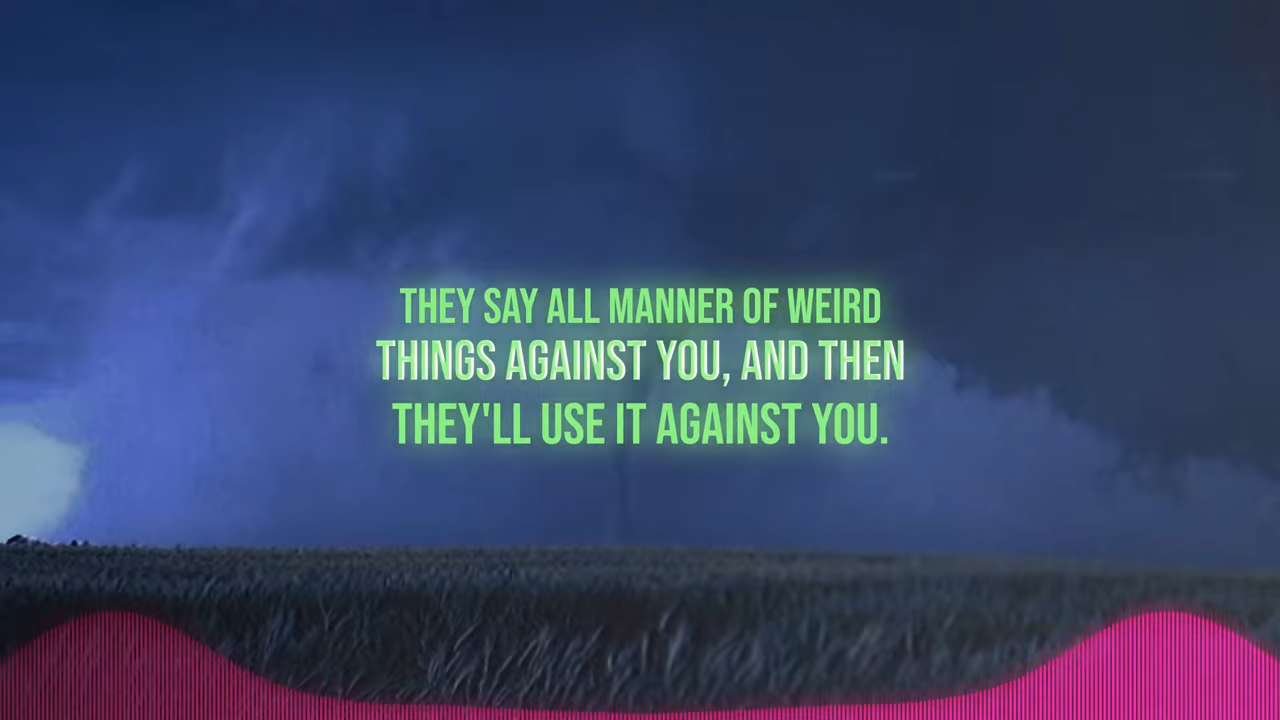 THEY SAY ALL MANNER OF WEIRD
THINGS AGAINST YOU, AND THEN
THEY'LL USE IT AGAINST YOU.